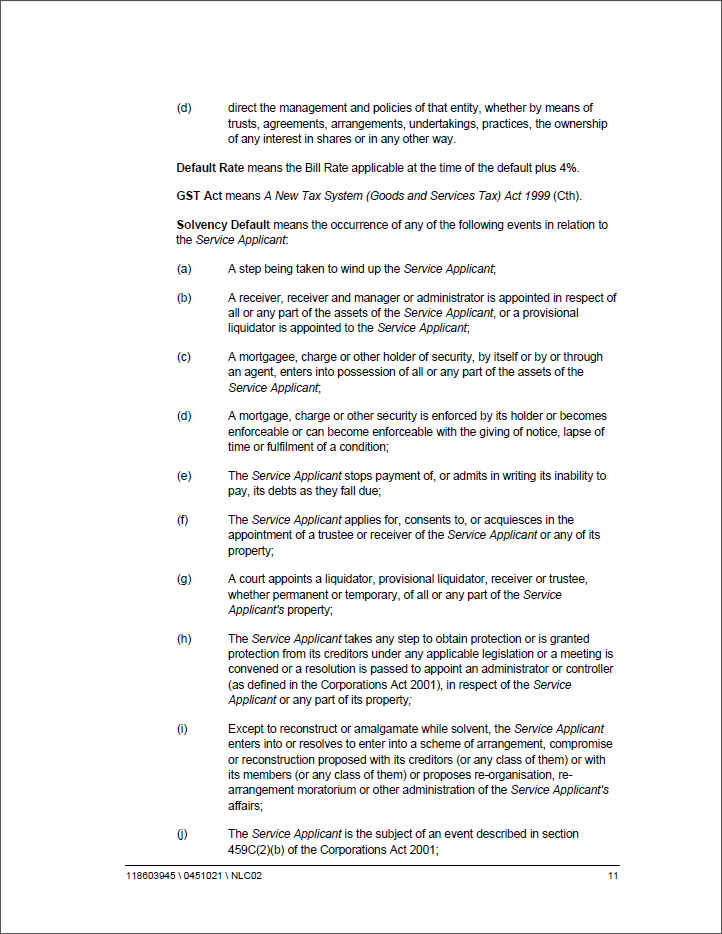 (d) direct the management and policies of that entity, whether by means of
trusts, agreements, arrangements, undertakings, practices, the ownership
of any interest in shares or in any other way.
Default Rate means the Bill Rate applicable at the time of the default plus 4%.
GST Act means A New Tax System (Goods and Services Tax) Act 1999 (Cth).
Solvency Default means the occurrence of any of the following events in relation to
the Service Applicant:
(a) A step being taken to wind up the Service Applicant;
(b) A receiver, receiver and manager or administrator is appointed in respect of
all or any part of the assets of the Service Applicant, or a provisional
liquidator is appointed to the Service Applicant;
(c) A mortgagee, charge or other holder of security, by itself or by or through
an agent, enters into possession of all or any part of the assets of the
Service Applicant;
(d) A mortgage, charge or other security is enforced by its holder or becomes
enforceable or can become enforceable with the giving of notice, lapse of
time or fulfilment of a condition;
(e) The Service Applicant stops payment of, or admits in writing its inability to
pay, its debts as they fall due;
(f) The Service Applicant applies for, consents to, or acquiesces in the
appointment of a trustee or receiver of the Service Applicant or any of its
property;
(g) A court appoints a liquidator, provisional liquidator, receiver or trustee,
whether permanent or temporary, of all or any part of the Service
Applicant's property;
(h) The Service Applicant takes any step to obtain protection or is granted
protection from its creditors under any applicable legislation or a meeting is
convened or a resolution is passed to appoint an administrator or controller
(as defined in the Corporations Act 2001), in respect of the Service
Applicant or any part of its property;
(i) Except to reconstruct or amalgamate while solvent, the Service Applicant
enters into or resolves to enter into a scheme of arrangement, compromise
or reconstruction proposed with its creditors (or any class of them) or with
its members (or any class of them) or proposes re-organisation, re-
arrangement moratorium or other administration of the Service Applicant's
affairs;
(j) The Service Applicant is the subject of an event described in section
459C(2)(b) of the Corporations Act 2001;
118603945 \ 0451021 \ NLC02 11